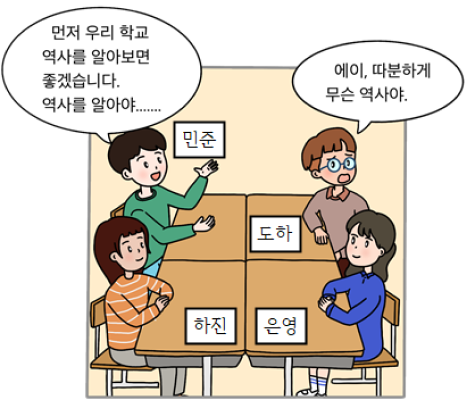 먼저 우리 학교
역사를 알아보면
좋겠습니다.
역사를 알아야.......
에이, 따분하게
무슨 역사야.
민준
도하
하진
은영